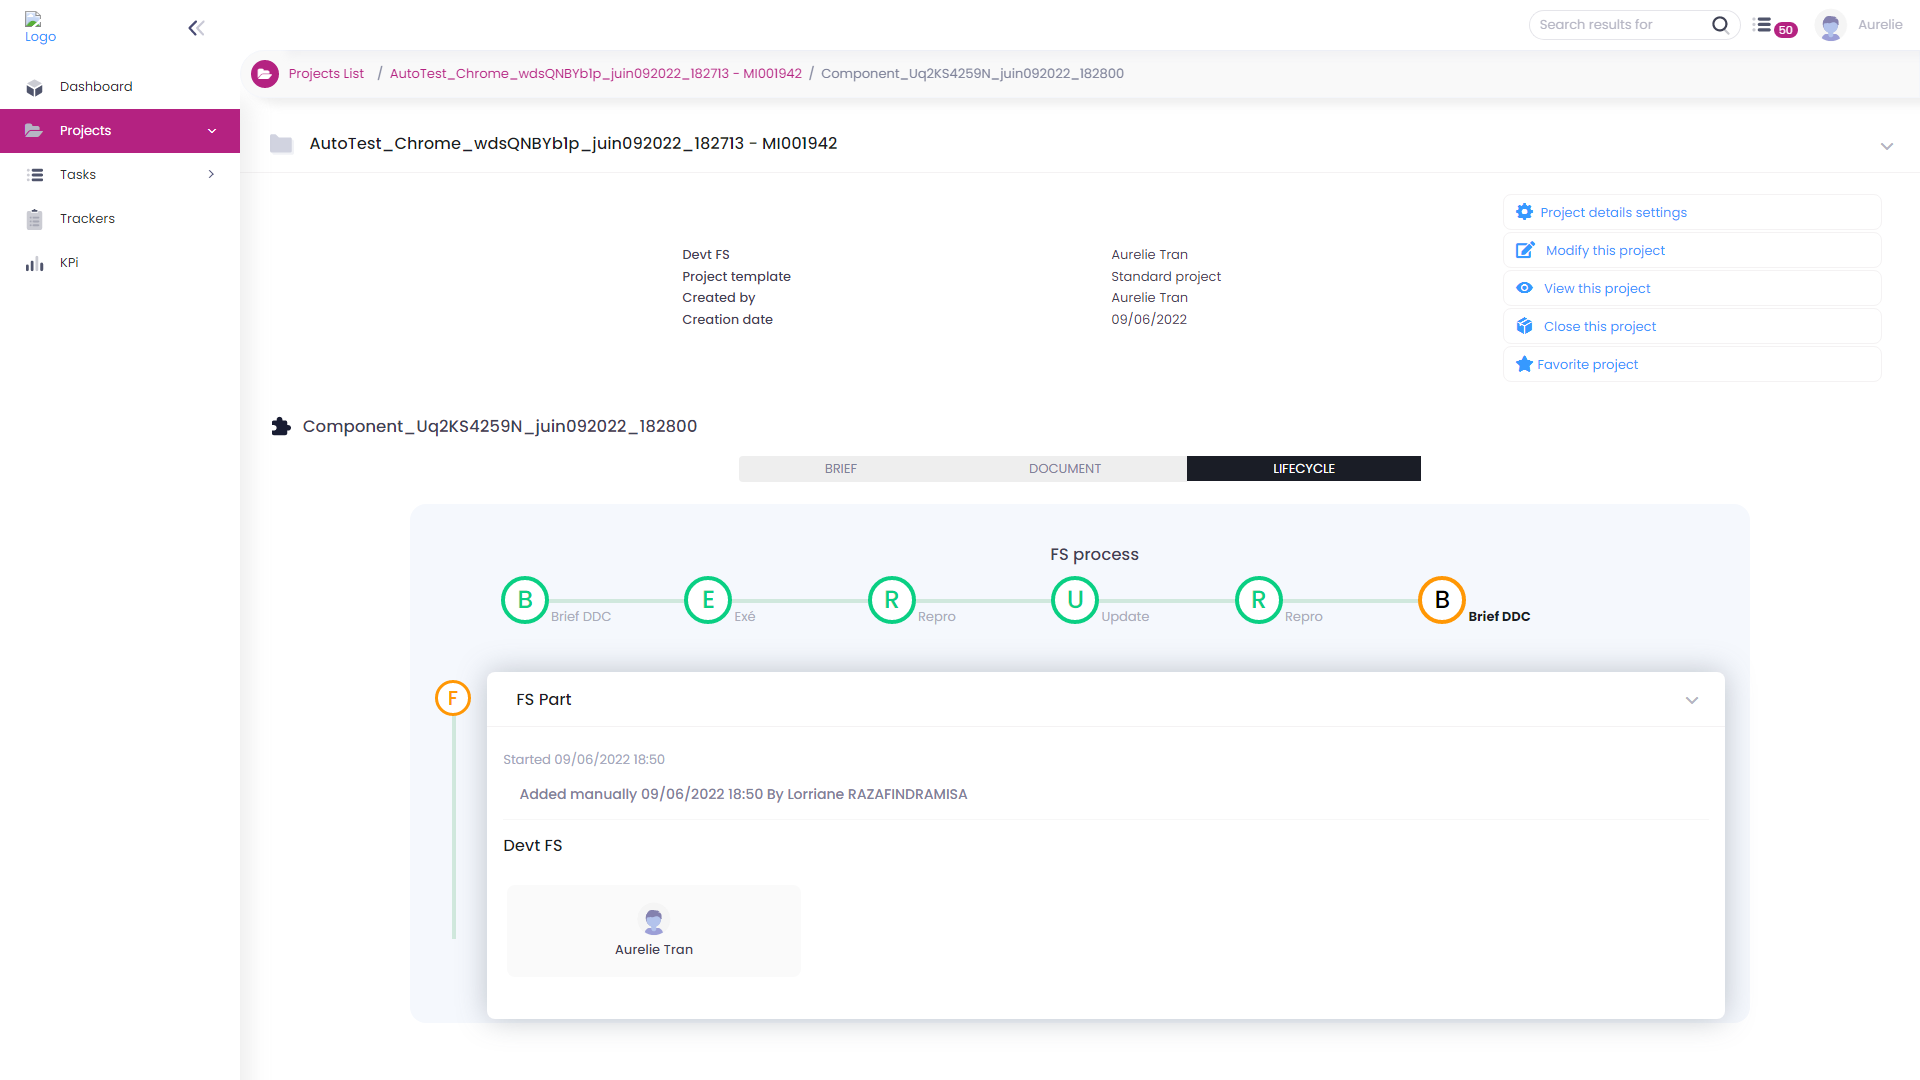 Logo
Search results for
50
Aurelie
Dashboard
Projects
Tasks
Trackers
KPi
Projects List / AutoTest_Chrome_wdsQNBYb1p_juin092022_182713 - MI001942 / Component_Uq2KS4259N_juin092022_182800
AutoTest_Chrome_wdsQNBYb1p_juin092022_182713 - MI001942
Devt FS Aurelie Tran
Project template Standard project
Created by Aurelie Tran
Creation date 09/06/2022
Project details settings
Modify this project
View this project
Close this project
Favorite project
Component_Uq2KS4259N_juin092022_182800
BRIEF DOCUMENT LIFECYCLE
FS process
B E R U R B
Brief DDC Exé Repro Update Repro Brief DDC
F
FS Part
Started 09/06/2022 18:50
Added manually 09/06/2022 18:50 By Lorriane RAZAFINDRAMISA
Devt FS
Aurelie Tran